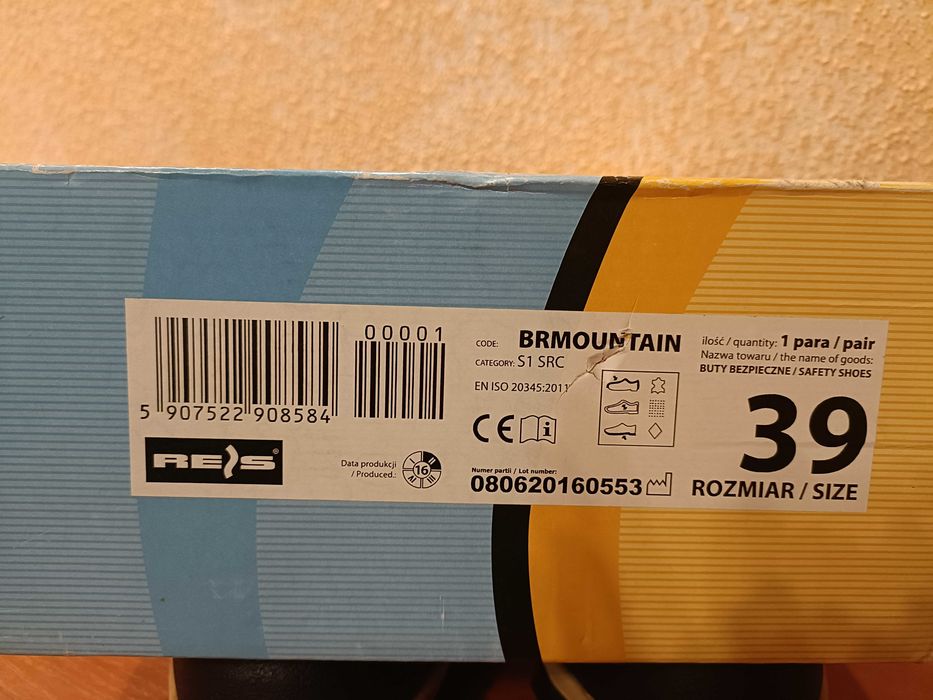 00001
5 907522 908584
REIS®
Data produkcji
/ Produced.:
16
CODE: BRMOUNTAIN
CATEGORY: S1 SRC
EN ISO 20345:2011
CE
i
Numer partii / Lot number:
080620160553
ilość / quantity: 1 para / pair
Nazwa towaru / the name of goods:
BUTY BEZPIECZNE / SAFETY SHOES
39
ROZMIAR / SIZE